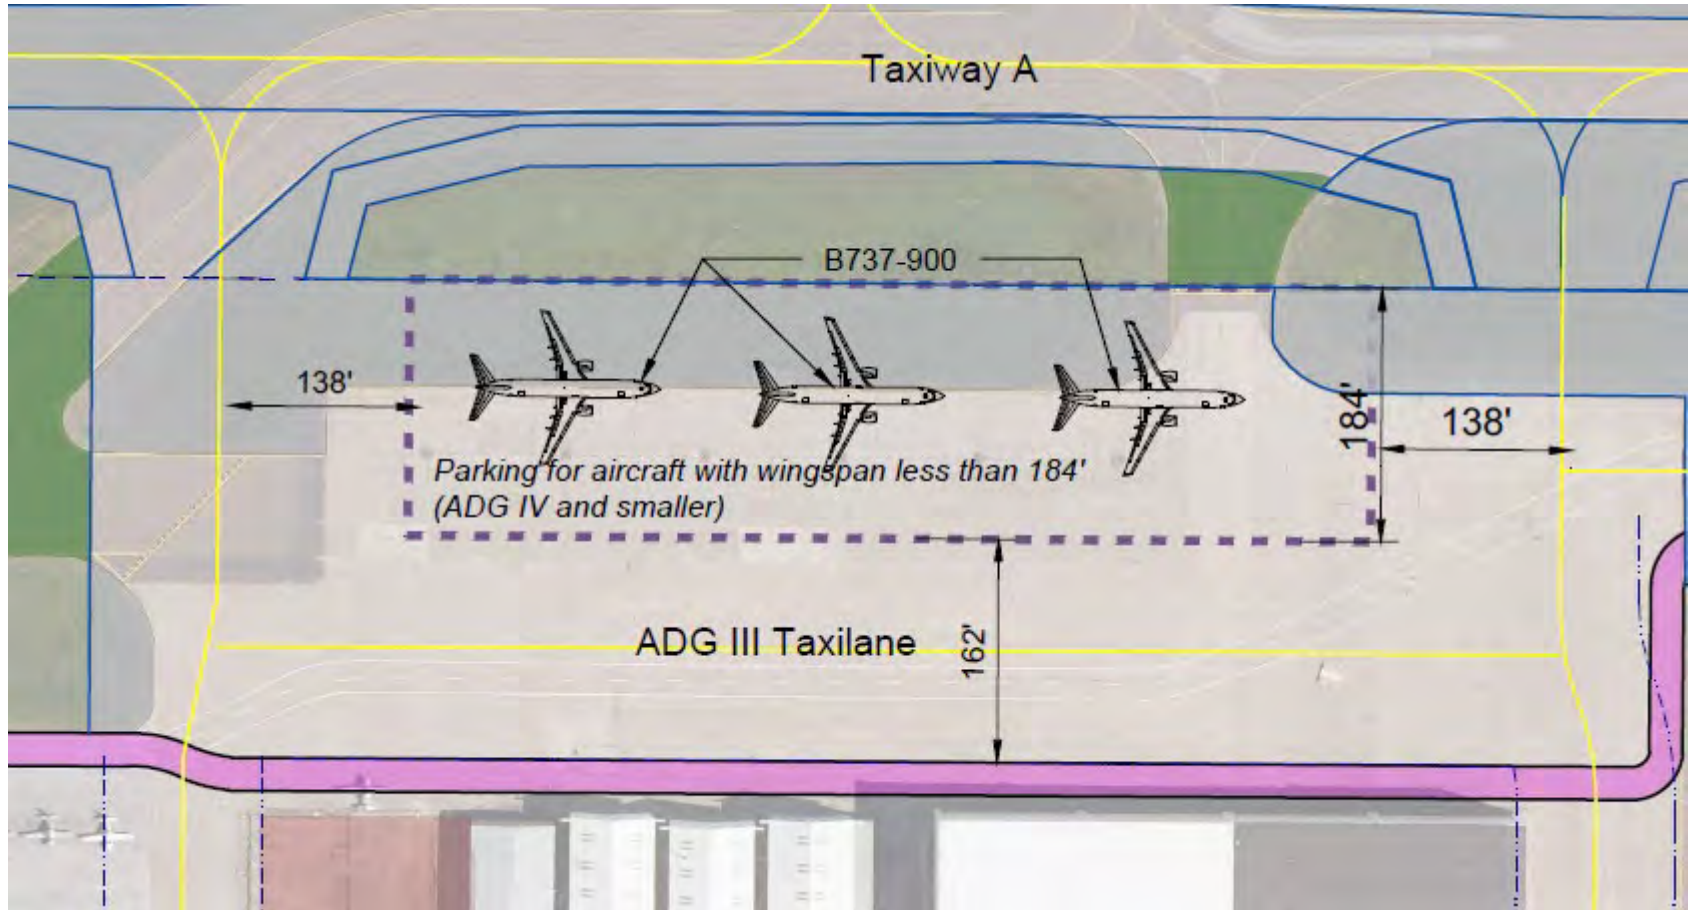 Taxiway A
B737-900
138'
184'
138'
Parking for aircraft with wingspan less than 184'
(ADG IV and smaller)
ADG III Taxilane
162'